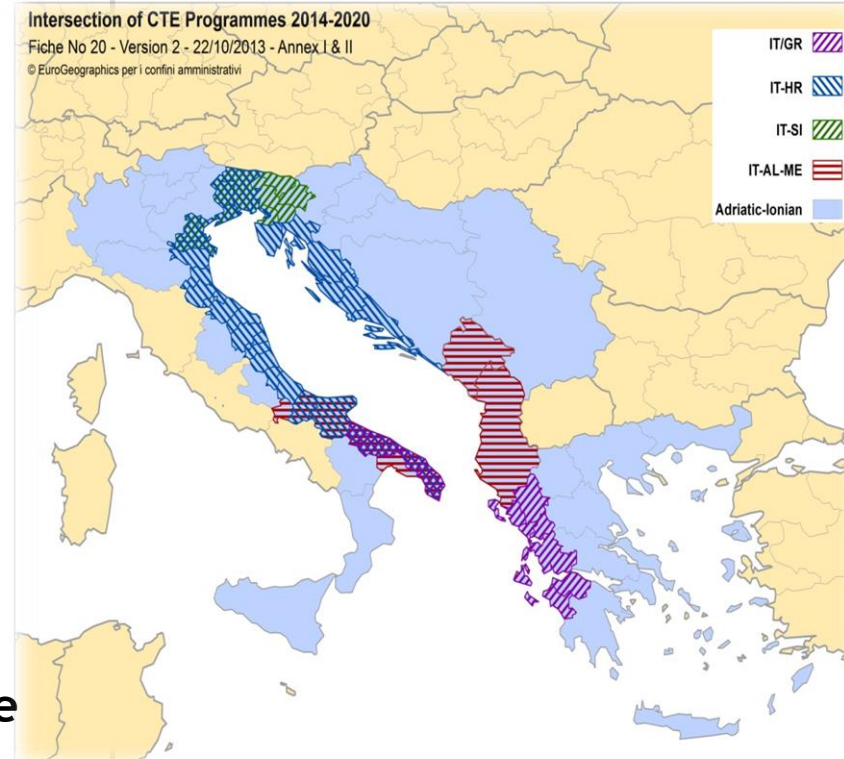 Intersection of CTE Programmes 2014-2020
Fiche No 20 - Version 2 - 22/10/2013 - Annex I & II
© EuroGeographics per i confini amministrativi
IT/GR
IT-HR
IT-SI
IT-AL-ME
Adriatic-Ionian
e